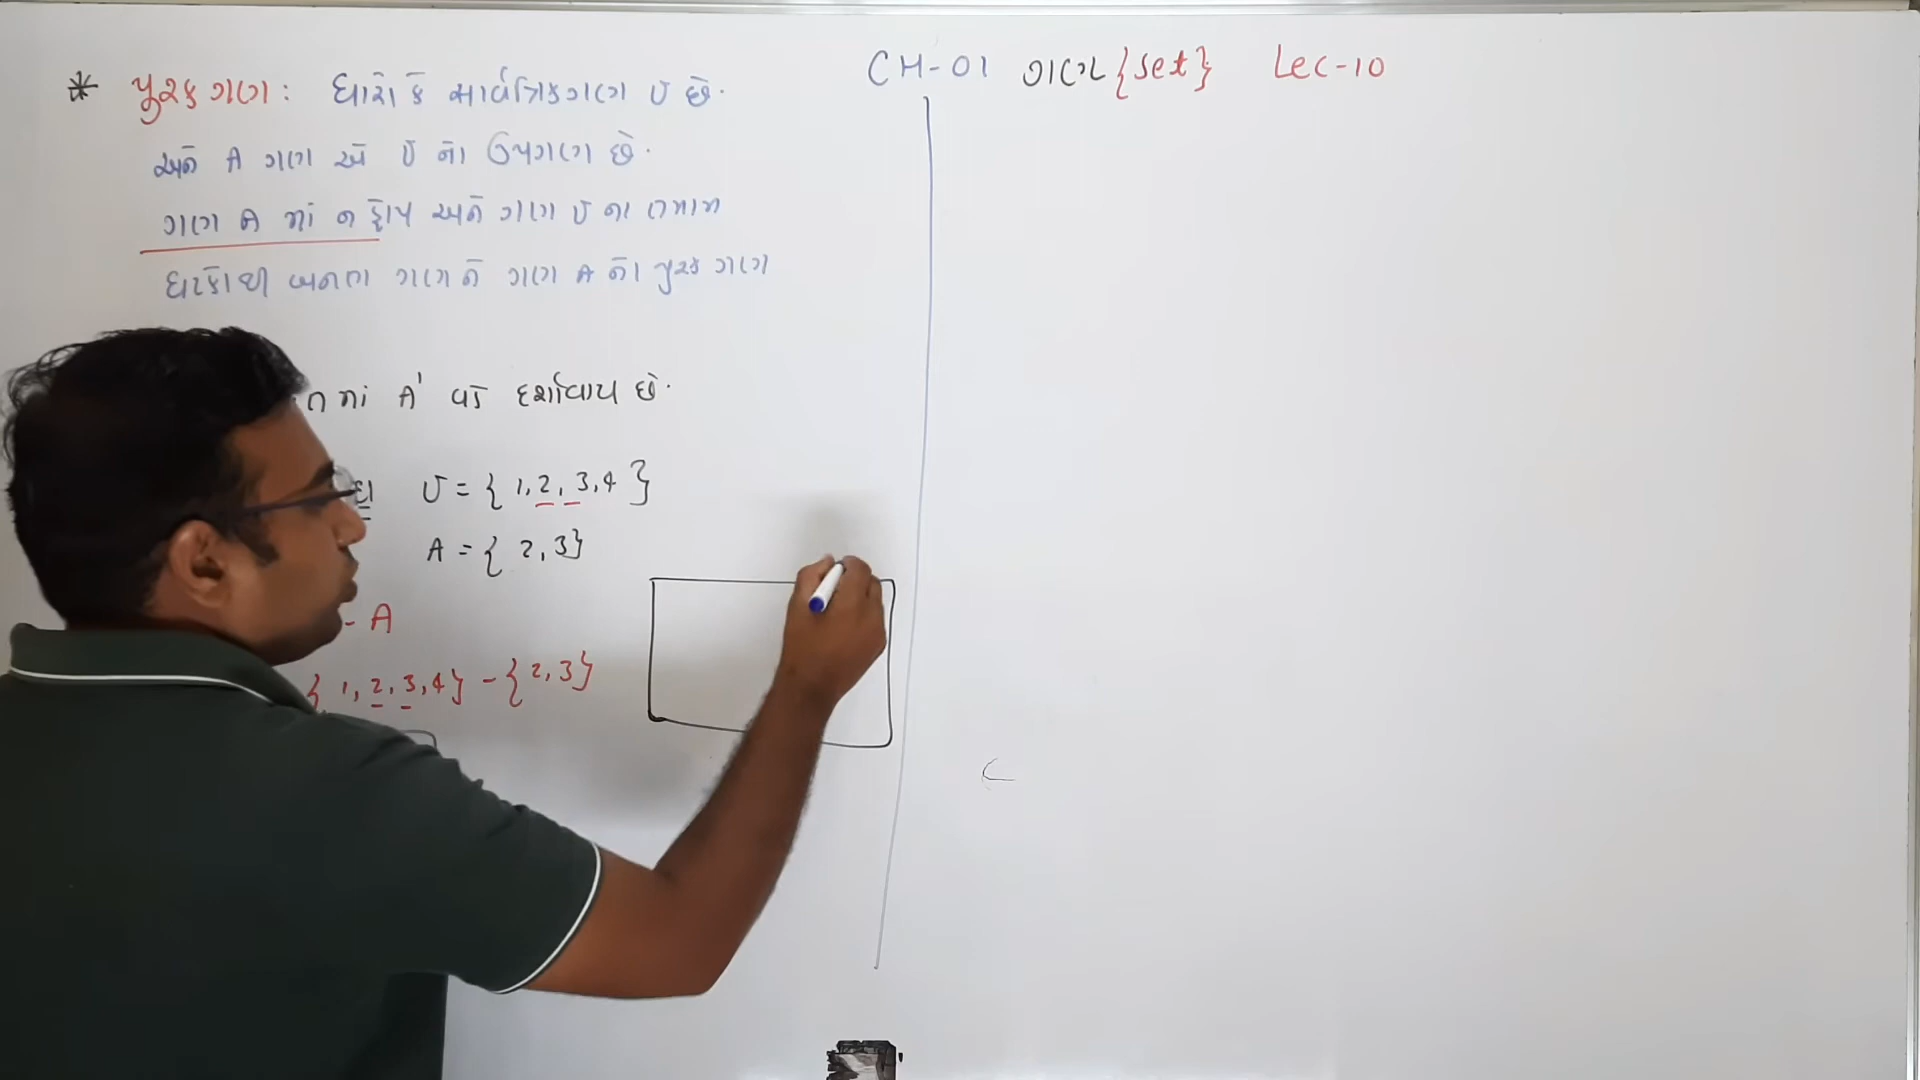 CH-01 ગણ {Set} Lec-10
* પુરક ગણ : ધારો કે સાર્વત્રિક ગણ U છે.
અને A ગણ એ U નો ઉપગણ છે.
ગણ A માં ન હોય અને ગણ U ના તમામ
ઘટકોથી બનતા ગણ ને ગણ A નો પુરક ગણ
માં A' વડે દર્શાવાય છે.
U = { 1, 2, 3, 4 }
A = { 2, 3}
- A
{ 1, 2, 3, 4} - { 2, 3}